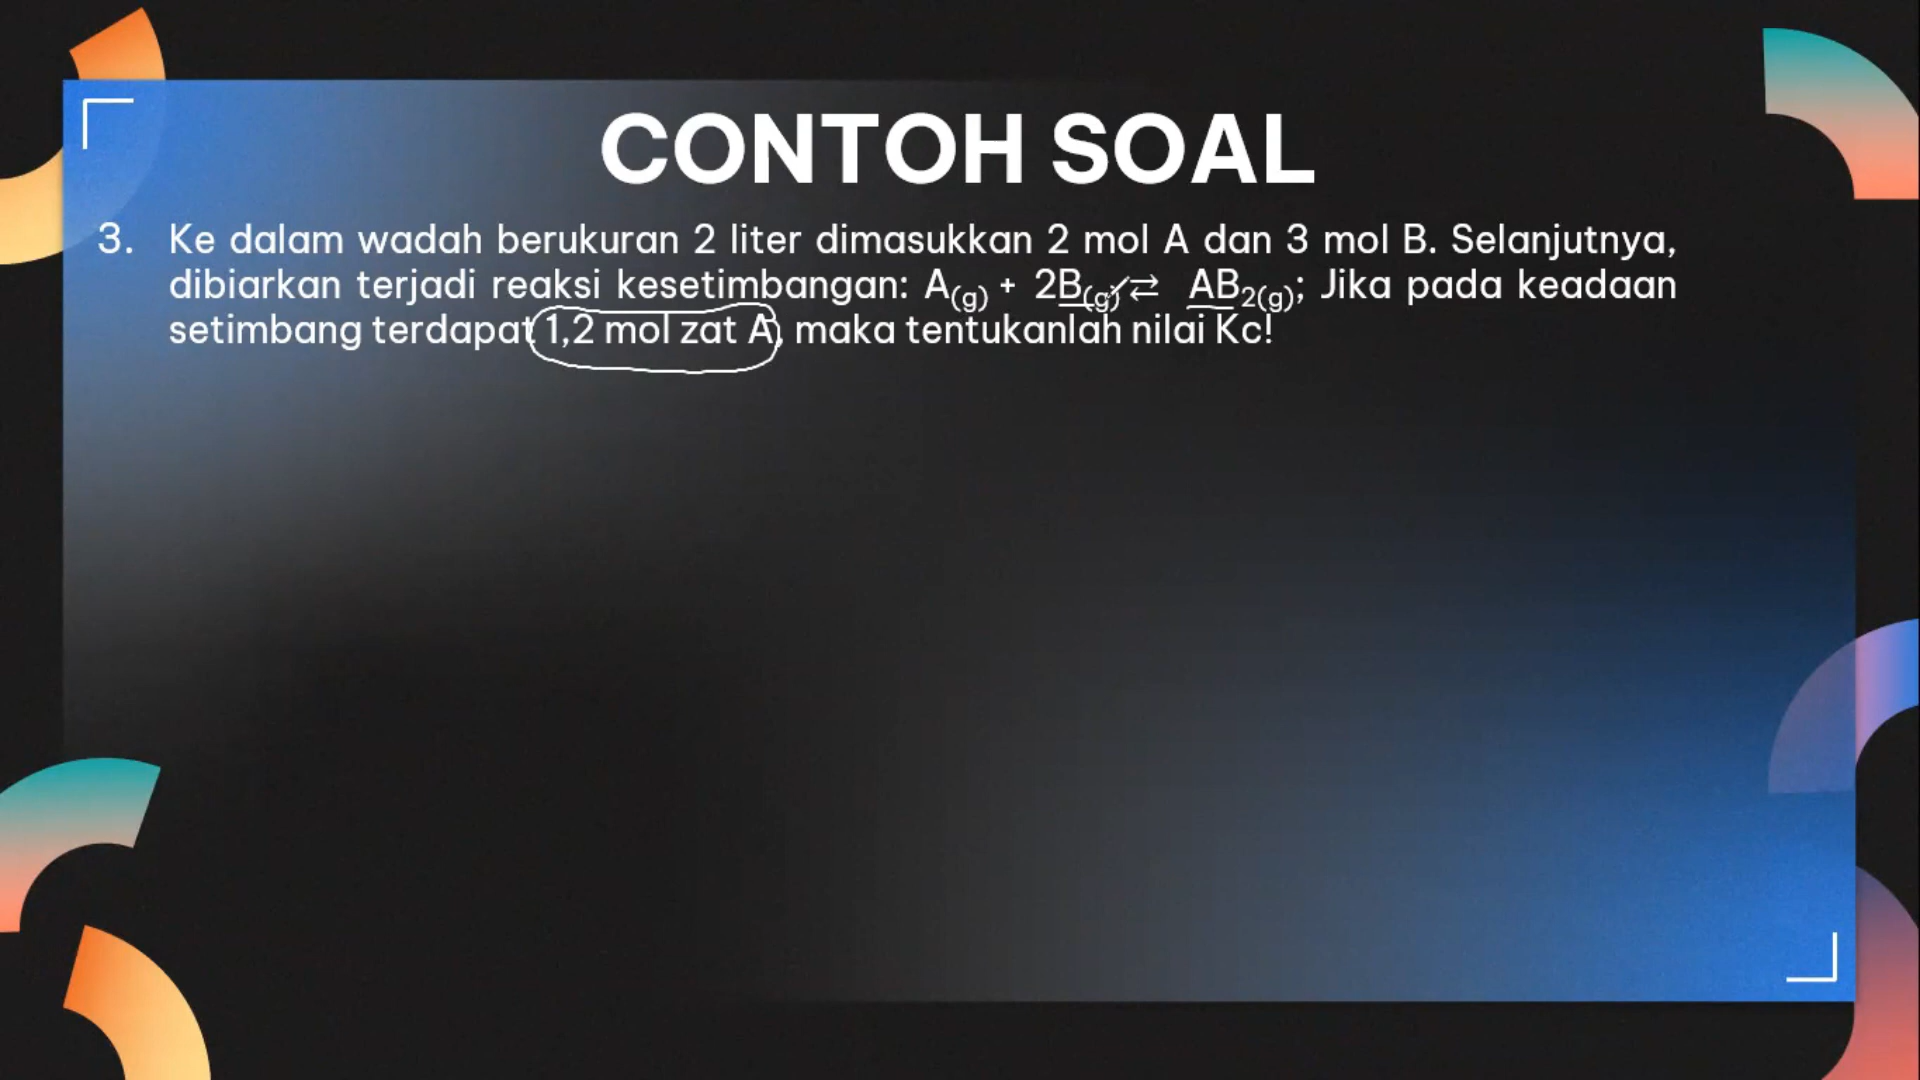 CONTOH SOAL
3. Ke dalam wadah berukuran 2 liter dimasukkan 2 mol A dan 3 mol B. Selanjutnya,
dibiarkan terjadi reaksi kesetimbangan: A(g) + 2B(g) ⇄ AB2(g); Jika pada keadaan
setimbang terdapat 1,2 mol zat A, maka tentukanlah nilai Kc!